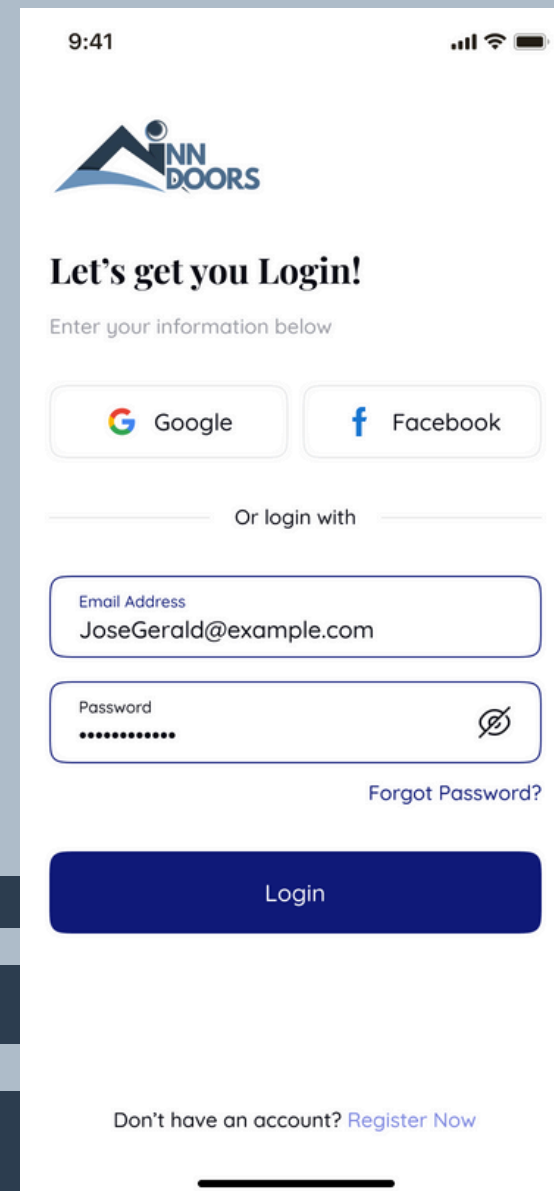 9:41
INN
DOORS
Let’s get you Login!
Enter your information below
Google
Facebook
Or login with
Email Address
JoseGerald@example.com
Password
••••••••••••
Forgot Password?
Login
Don’t have an account? Register Now